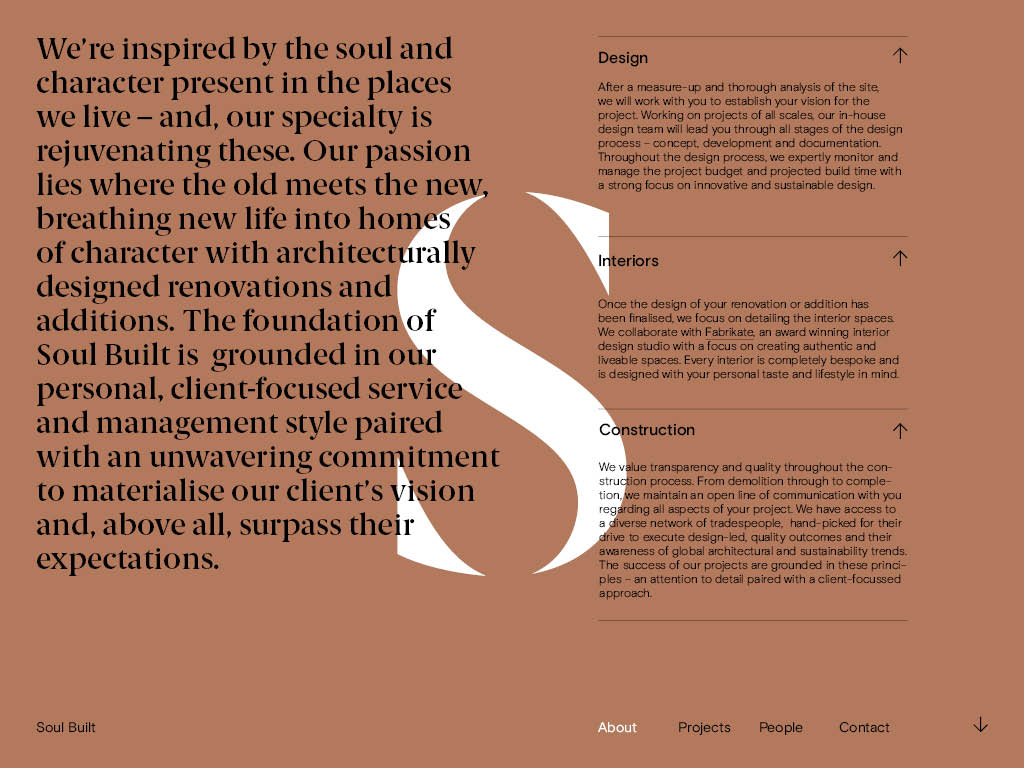 We're inspired by the soul and
character present in the places
we live – and, our specialty is
rejuvenating these. Our passion
lies where the old meets the new,
breathing new life into homes
of character with architecturally
designed renovations and
additions. The foundation of
Soul Built is  grounded in our
personal, client-focused service
and management style paired
with an unwavering commitment
to materialise our client's vision
and, above all, surpass their
expectations.
S
Design
After a measure-up and thorough analysis of the site,
we will work with you to establish your vision for the
project. Working on projects of all scales, our in-house
design team will lead you through all stages of the design
process – concept, development and documentation.
Throughout the design process, we expertly monitor and
manage the project budget and projected build time with
a strong focus on innovative and sustainable design.
Interiors
Once the design of your renovation or addition has
been finalised, we focus on detailing the interior spaces.
We collaborate with Fabrikate, an award winning interior
design studio with a focus on creating authentic and
liveable spaces. Every interior is completely bespoke and
is designed with your personal taste and lifestyle in mind.
Construction
We value transparency and quality throughout the con-
struction process. From demolition through to comple-
tion, we maintain an open line of communication with you
regarding all aspects of your project. We have access to
a diverse network of tradespeople,  hand-picked for their
drive to execute design-led, quality outcomes and their
awareness of global architectural and sustainability trends.
The success of our projects are grounded in these princi-
ples – an attention to detail paired with a client-focussed
approach.
Soul Built
About Projects People Contact